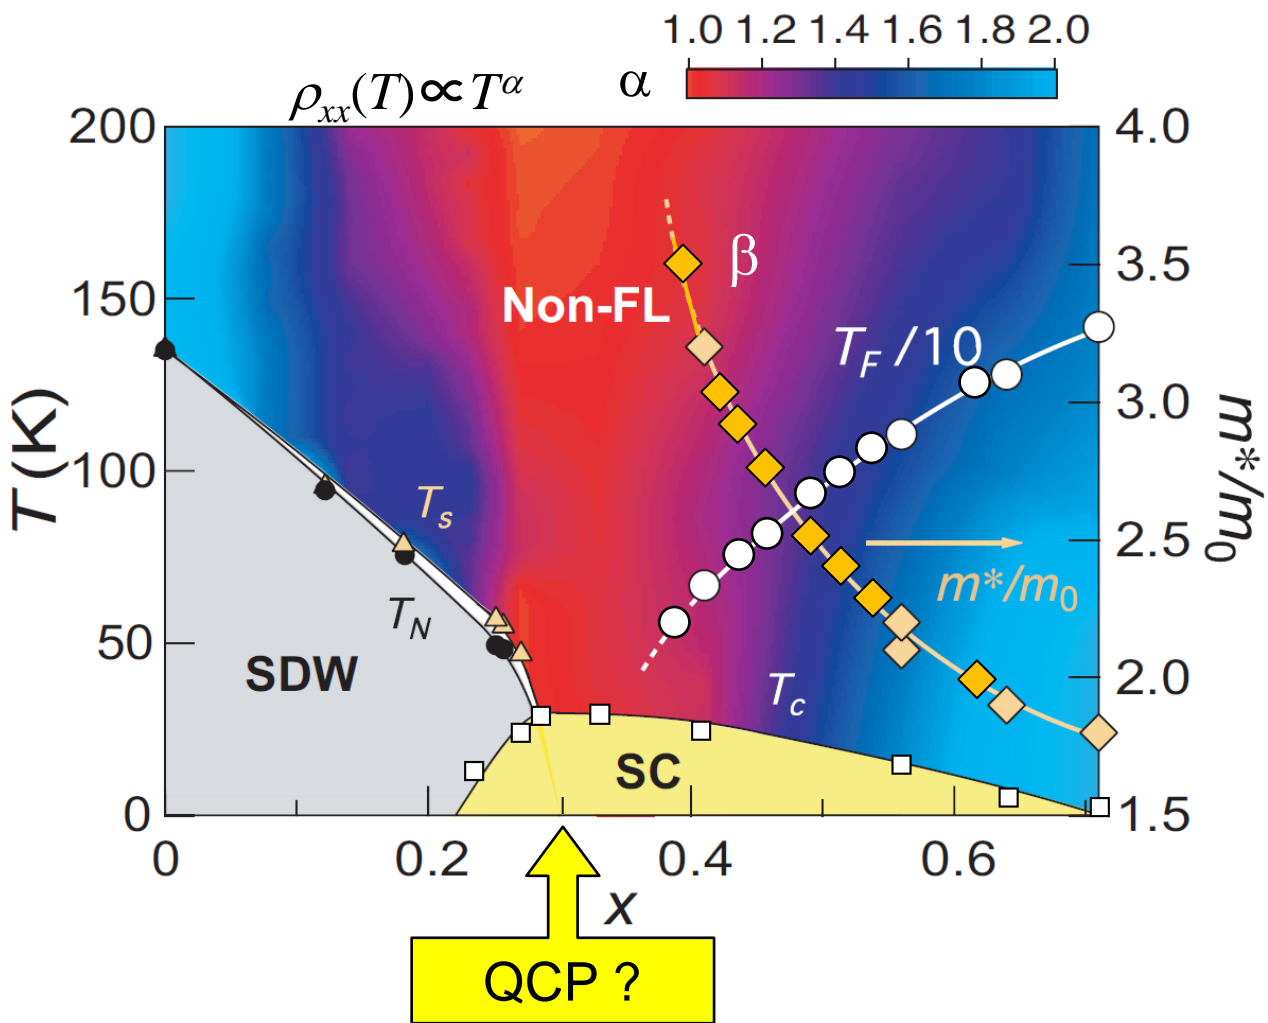 1.0 1.2 1.4 1.6 1.8 2.0
ρxx(T)∝Tα
α
200
4.0
β
3.5
150
Non-FL
TF /10
3.0
T (K)
m*/m0
100
Ts
2.5
m*/m0
TN
50
SDW
2.0
Tc
SC
0
1.5
0 0.2 0.4 0.6
x
QCP ?